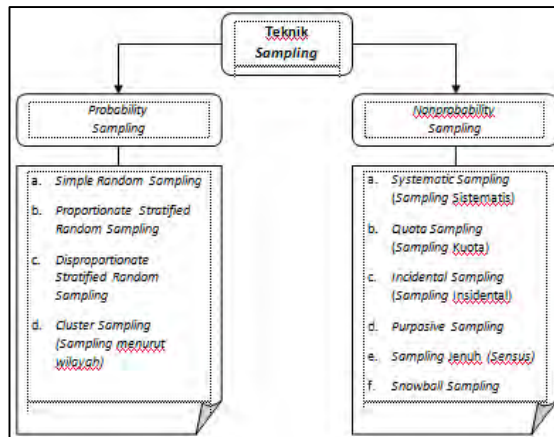 Teknik
Sampling
Probability
Sampling
Nonprobability
Sampling
a. Simple Random Sampling
b. Proportionate Stratified
Random Sampling
c. Disproportionate
Stratified Random
Sampling
d. Cluster Sampling
(Sampling menurut
wilayah)
a. Systematic Sampling
(Sampling Sistematis)
b. Quota Sampling
(Sampling Kuota)
c. Incidental Sampling
(Sampling Insidental)
d. Purposive Sampling
e. Sampling Jenuh (Sensus)
f. Snowball Sampling